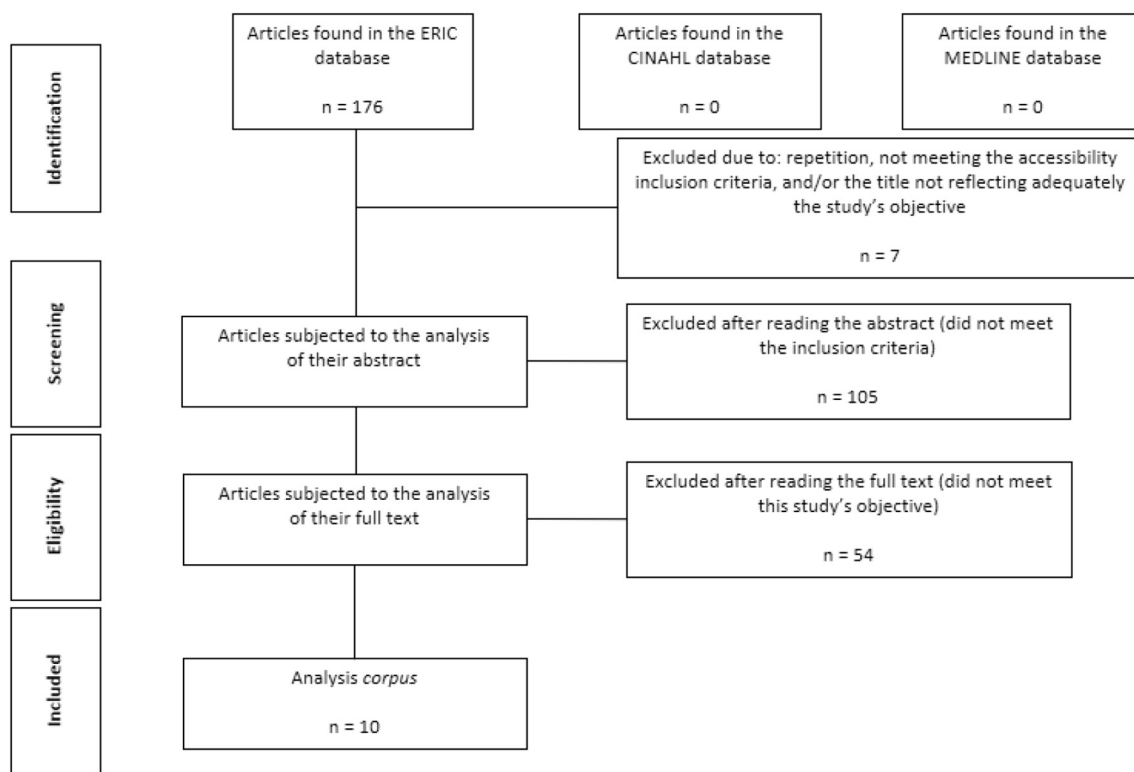 Identification
Articles found in the ERIC
database
n = 176
Articles found in the
CINAHL database
n = 0
Articles found in the
MEDLINE database
n = 0
Excluded due to: repetition, not meeting the accessibility
inclusion criteria, and/or the title not reflecting adequately
the study's objective
n = 7
Screening
Articles subjected to the analysis
of their abstract
Excluded after reading the abstract (did not meet
the inclusion criteria)
n = 105
Eligibility
Articles subjected to the analysis
of their full text
Excluded after reading the full text (did not meet
this study's objective)
n = 54
Included
Analysis corpus
n = 10